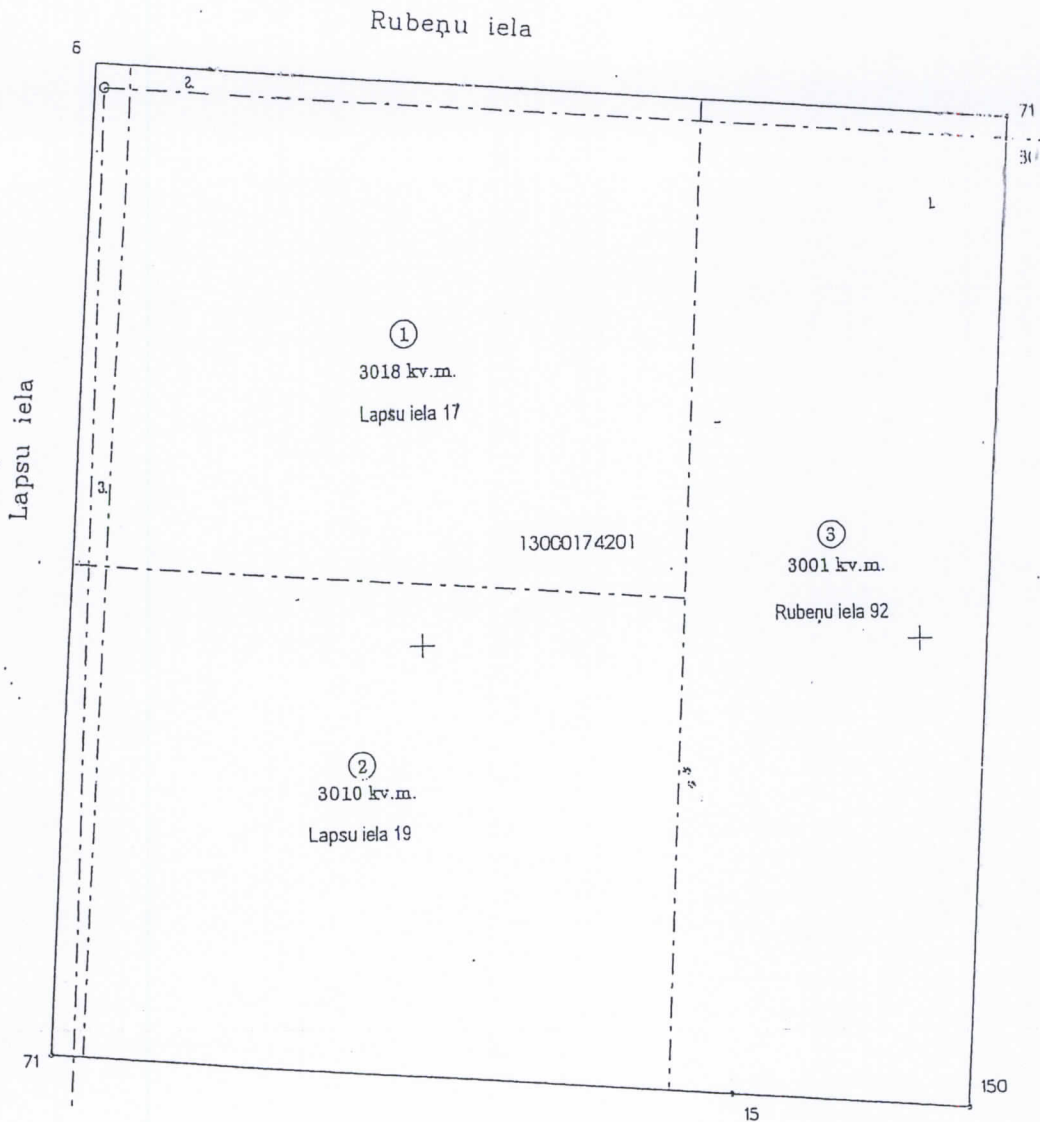 Rubeņu iela
6
2.
71
1.
1
3018 kv.m.
Lapsu iela 17
Lapsu iela
3.
13000174201
3
3001 kv.m.
Rubeņu iela 92
2
3010 kv.m.
Lapsu iela 19
71
150
15